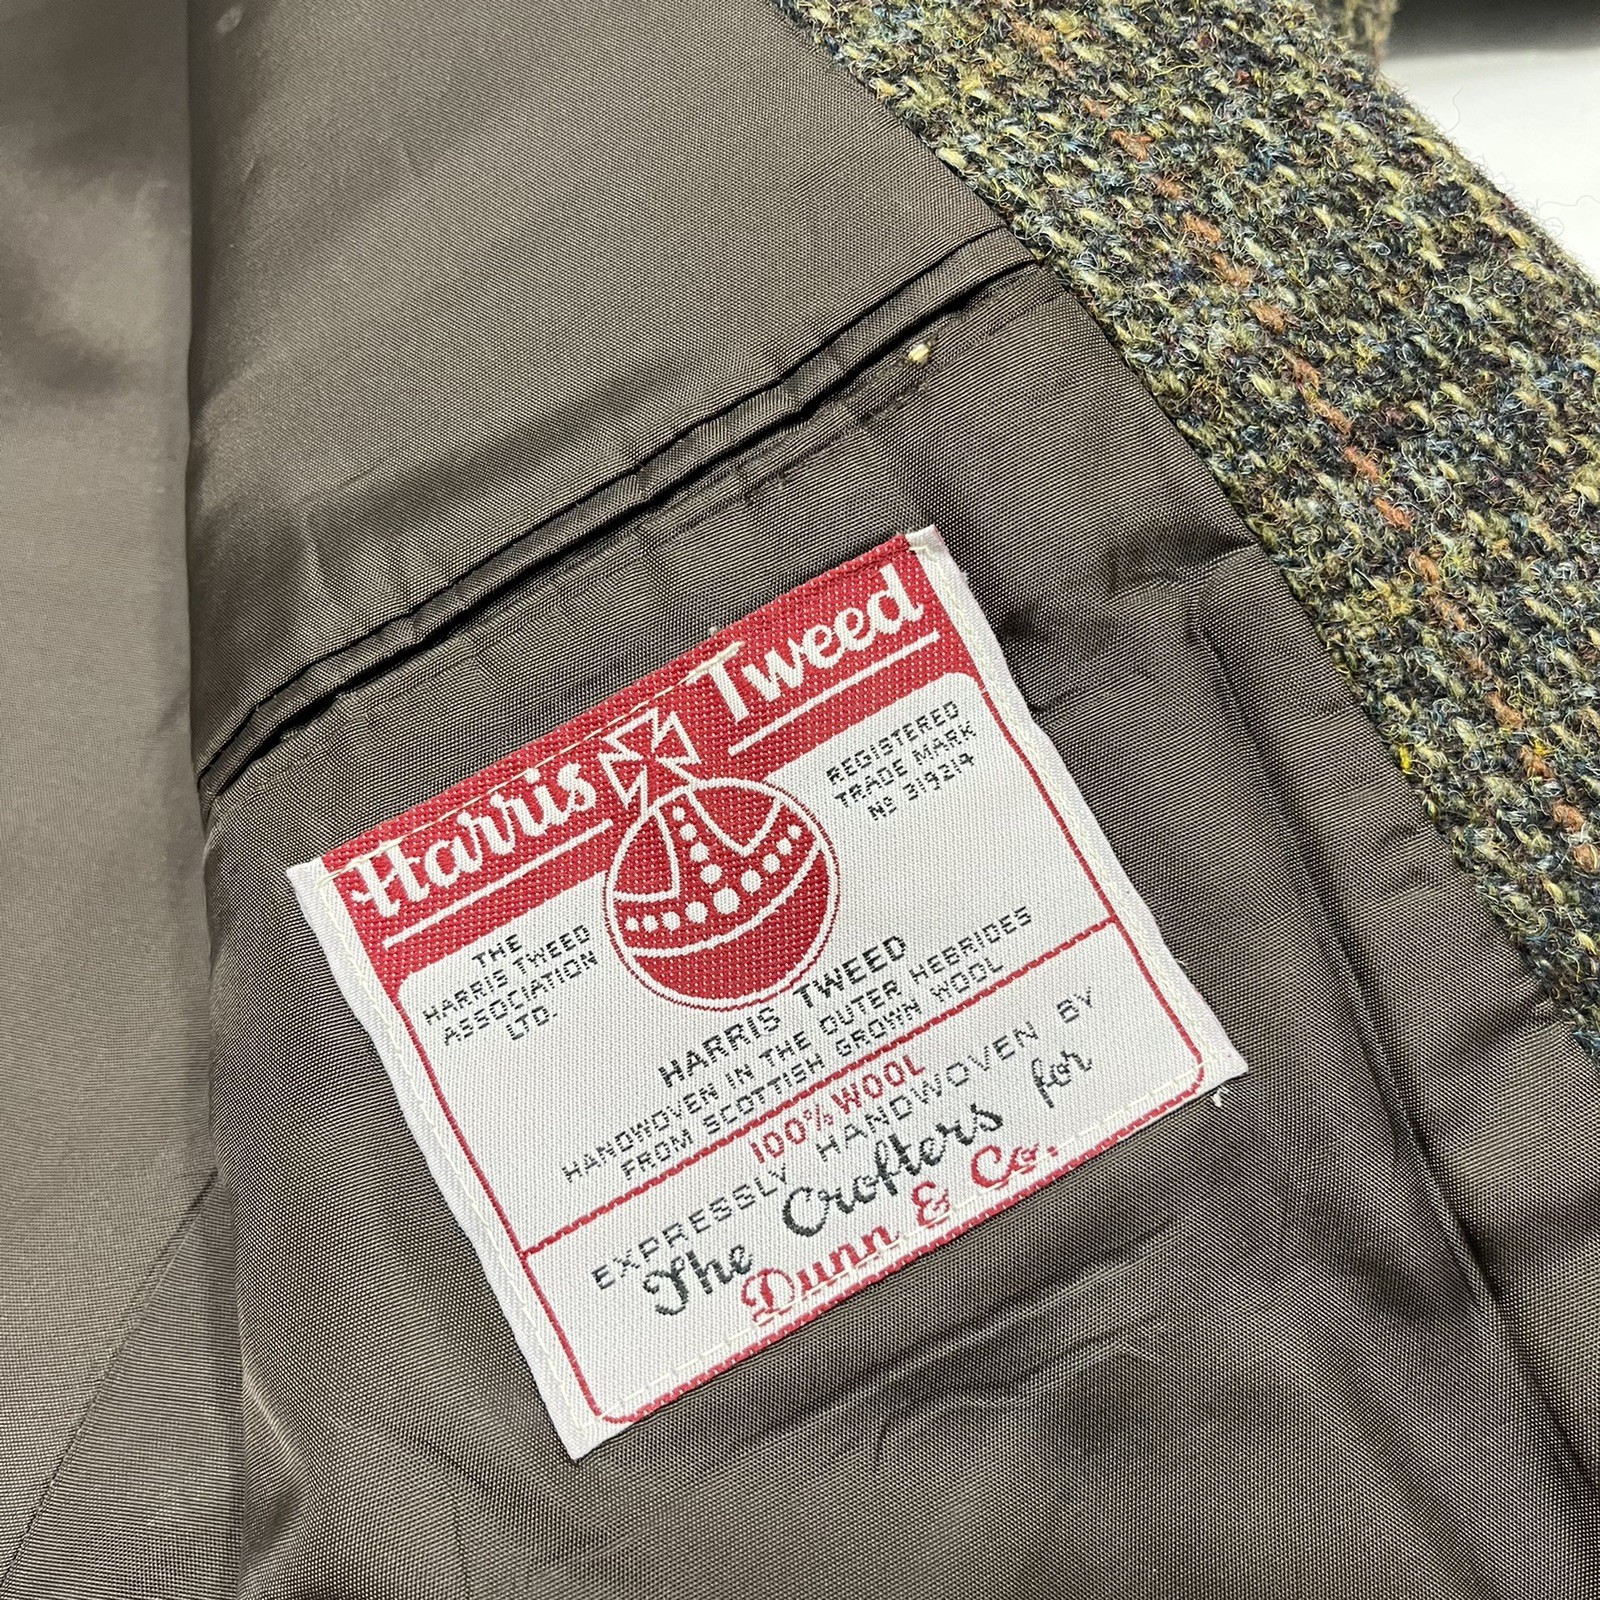 Harris Tweed
THE
HARRIS TWEED
ASSOCIATION
LTD.
REGISTERED
TRADE MARK
No 319214
HARRIS TWEED
HANDWOVEN IN THE OUTER HEBRIDES
FROM SCOTTISH GROWN WOOL
100% WOOL
EXPRESSLY HANDWOVEN BY
The Crofters for
Dunn & Co.